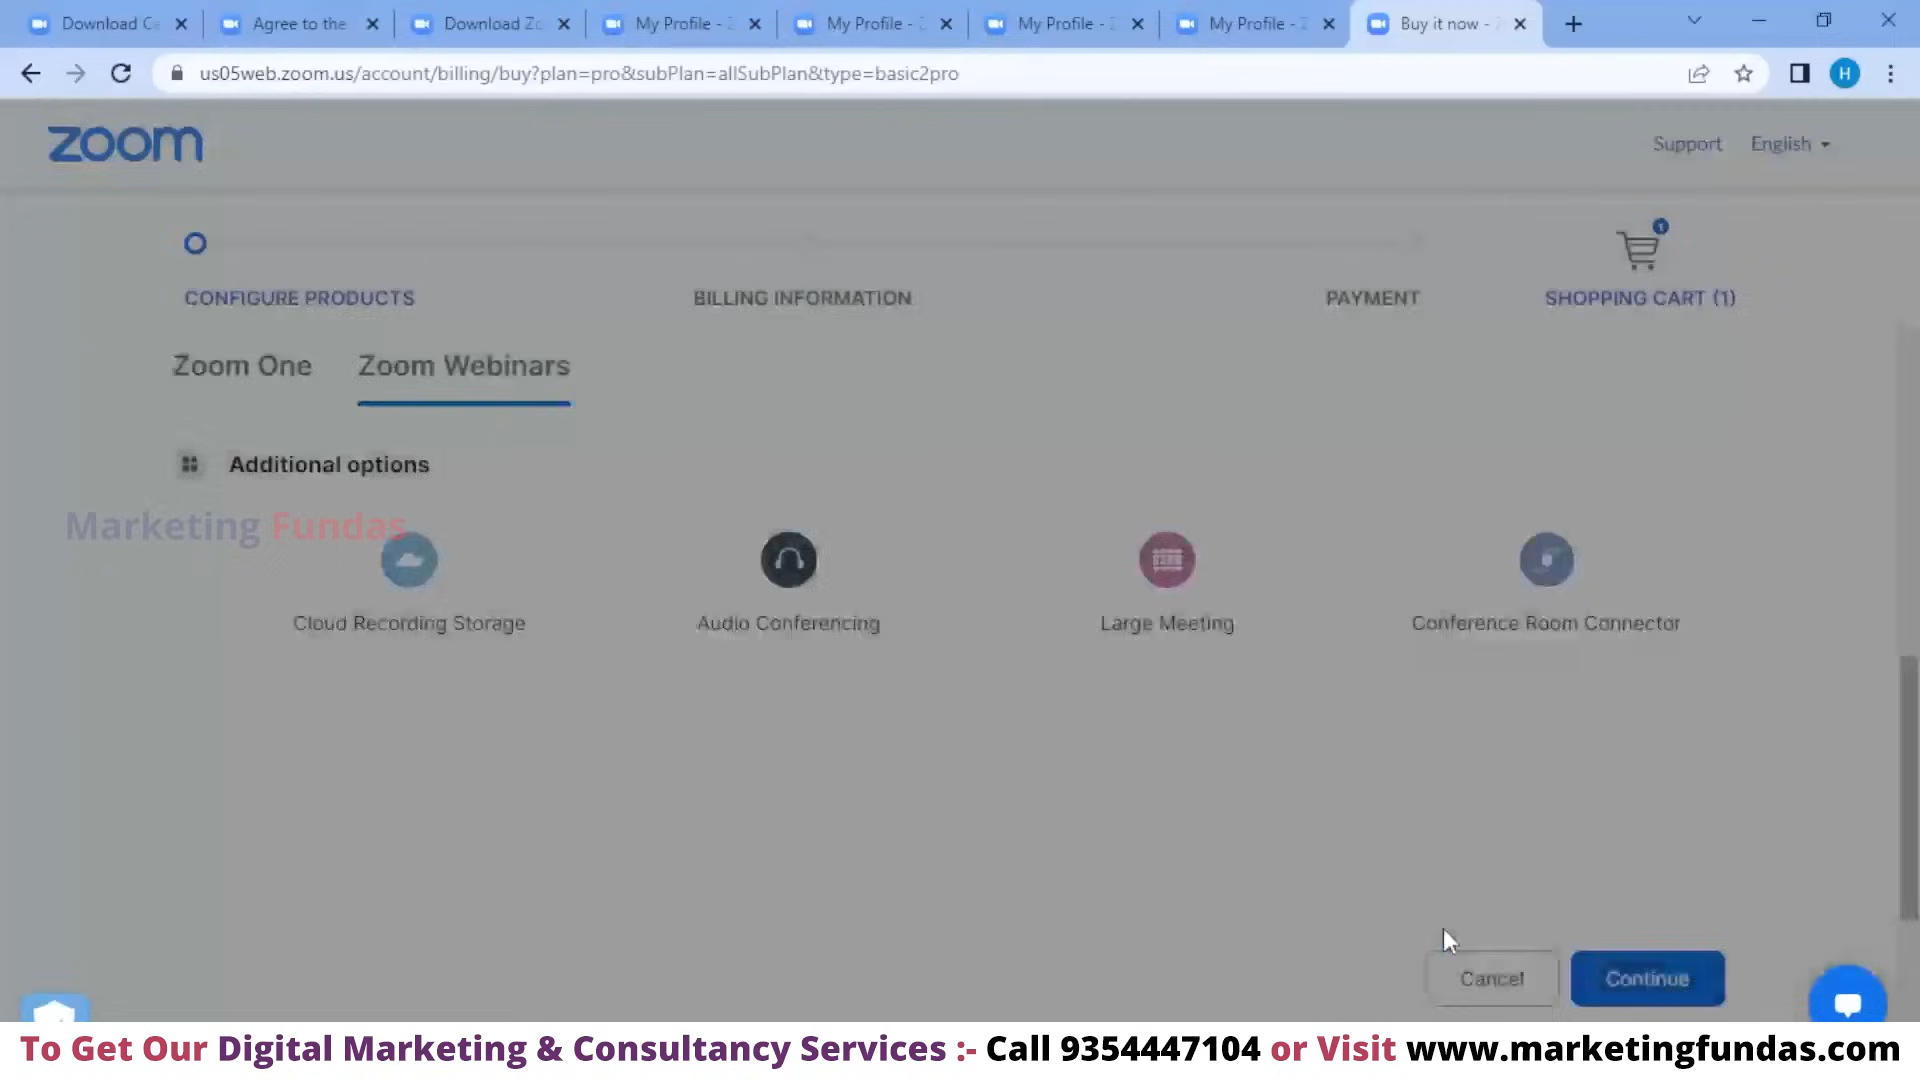 Download Ce
Agree to the
Download Zo
My Profile - Z
My Profile - Z
My Profile - Z
My Profile - Z
Buy it now - Z
us05web.zoom.us/account/billing/buy?plan=pro&subPlan=allSubPlan&type=basic2pro
H
zoom
Support
English
1
CONFIGURE PRODUCTS
BILLING INFORMATION
PAYMENT
SHOPPING CART (1)
Zoom One
Zoom Webinars
Additional options
Marketing Fundas
Cloud Recording Storage
Audio Conferencing
Large Meeting
Conference Room Connector
Cancel
Continue
To Get Our Digital Marketing & Consultancy Services :- Call 9354447104 or Visit www.marketingfundas.com